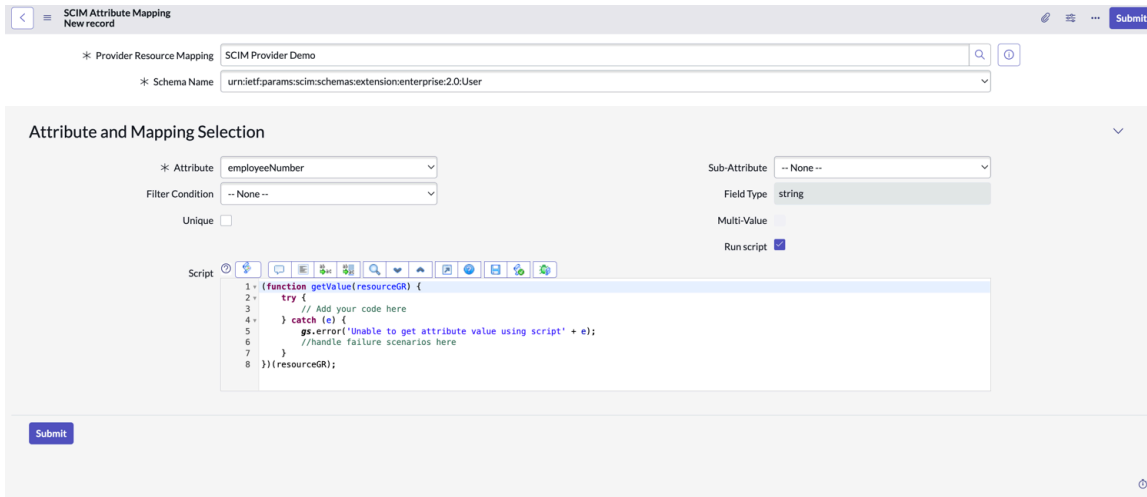 SCIM Attribute Mapping
New record
Submit
Provider Resource Mapping SCIM Provider Demo
Schema Name urn:ietf:params:scim:schemas:extension:enterprise:2.0:User
Attribute and Mapping Selection
Attribute employeeNumber
Sub-Attribute -- None --
Filter Condition -- None --
Field Type string
Unique
Multi-Value
Run script
Script
1 (function getValue(resourceGR) {
2 try {
3 // Add your code here
4 } catch (e) {
5 gs.error('Unable to get attribute value using script' + e);
6 //handle failure scenarios here
7 }
8 })(resourceGR);
Submit